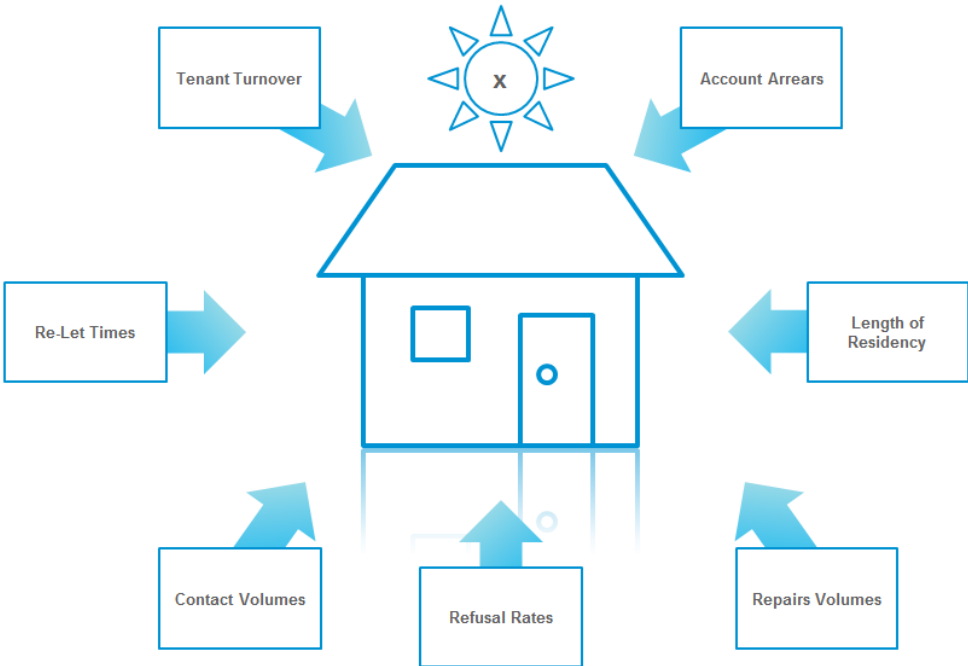 Tenant Turnover
x
Account Arrears
Re-Let Times
Length of
Residency
Contact Volumes
Refusal Rates
Repairs Volumes